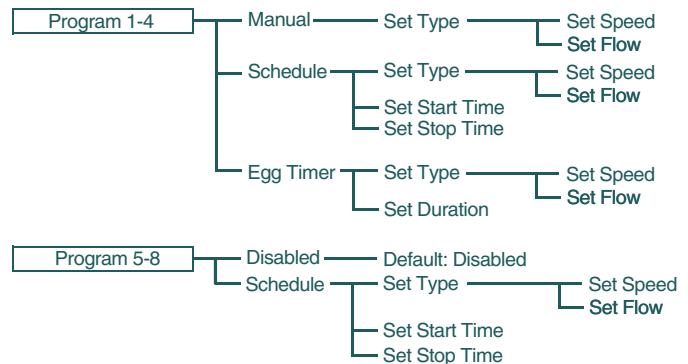 Program 1-4 Manual Set Type Set Speed
Set Flow
Schedule Set Type Set Speed
Set Flow
Set Start Time
Set Stop Time
Egg Timer Set Type Set Speed
Set Flow
Set Duration
Program 5-8 Disabled Default: Disabled
Schedule Set Type Set Speed
Set Flow
Set Start Time
Set Stop Time